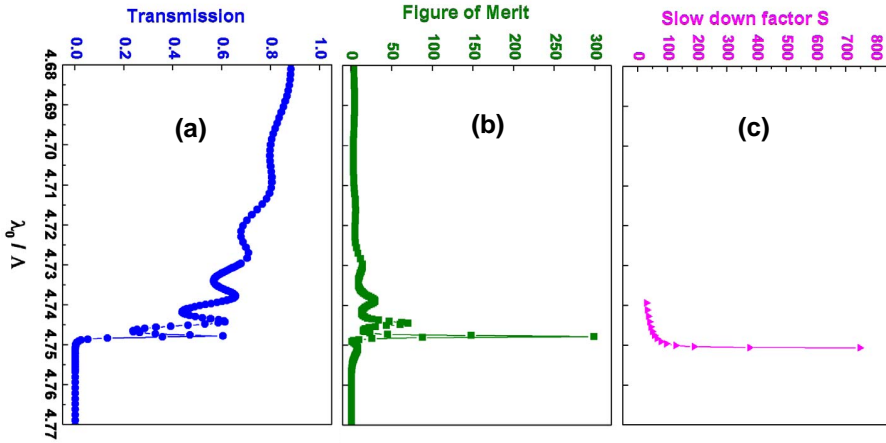 Transmission
0.0 0.2 0.4 0.6 0.8 1.0
Figure of Merit
0 50 100 150 200 250 300
Slow down factor S
0 100 200 300 400 500 600 700 800
(a)
(b)
(c)
4.68
4.69
4.70
4.71
4.72
4.73
4.74
4.75
4.76
4.77
λ₀ / Λ